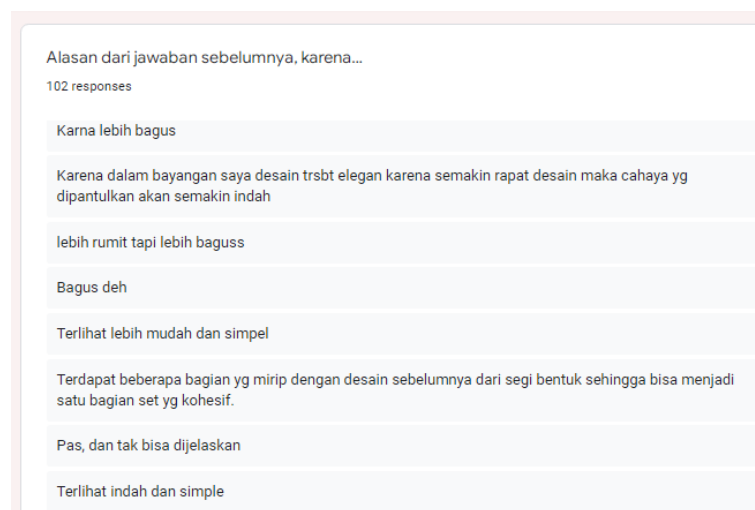 Alasan dari jawaban sebelumnya, karena...
102 responses
Karna lebih bagus
Karena dalam bayangan saya desain trsbt elegan karena semakin rapat desain maka cahaya yg
dipantulkan akan semakin indah
lebih rumit tapi lebih baguss
Bagus deh
Terlihat lebih mudah dan simpel
Terdapat beberapa bagian yg mirip dengan desain sebelumnya dari segi bentuk sehingga bisa menjadi
satu bagian set yg kohesif.
Pas, dan tak bisa dijelaskan
Terlihat indah dan simple